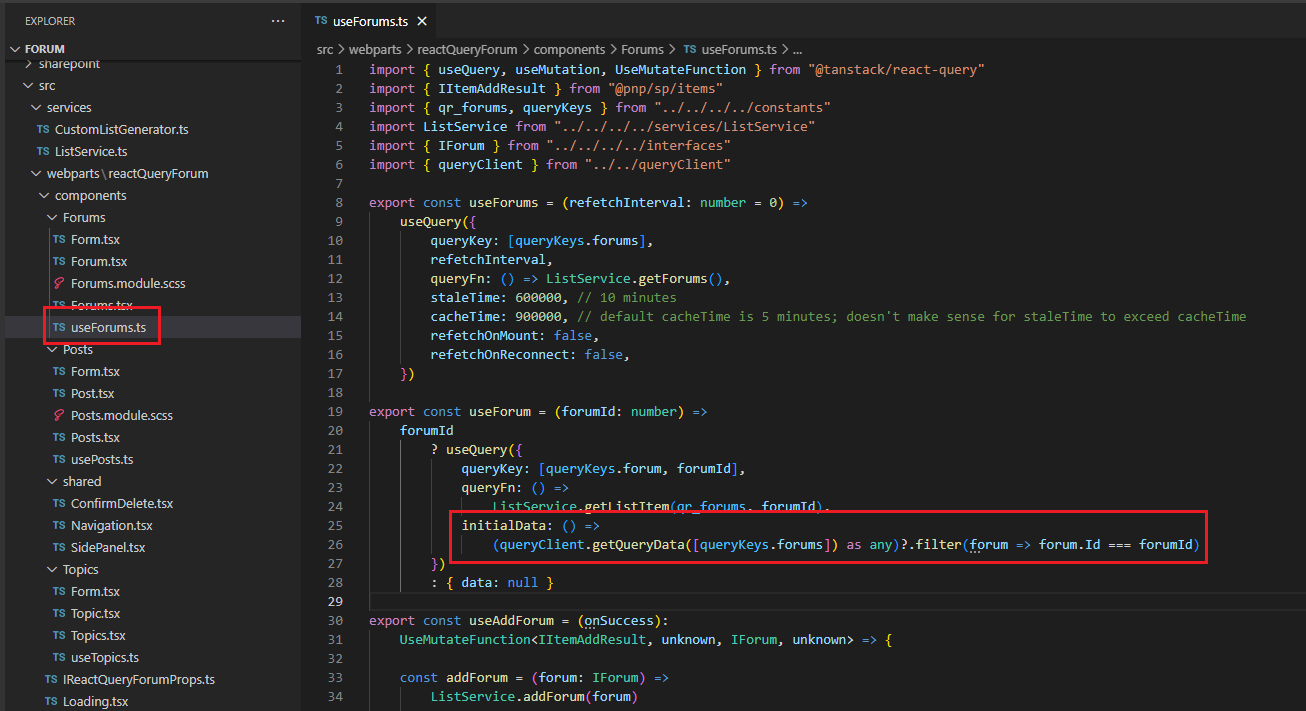 EXPLORER
...
FORUM
sharepoint
src
services
TS CustomListGenerator.ts
TS ListService.ts
webparts \ reactQueryForum
components
Forums
TS Form.tsx
TS Forum.tsx
Forums.module.scss
TS Forums.tsx
TS useForums.ts
Posts
TS Form.tsx
TS Post.tsx
Posts.module.scss
TS Posts.tsx
TS usePosts.ts
shared
TS ConfirmDelete.tsx
TS Navigation.tsx
TS SidePanel.tsx
Topics
TS Form.tsx
TS Topic.tsx
TS Topics.tsx
TS useTopics.ts
TS IReactQueryForumProps.ts
TS Loading.tsx
TS useForums.ts
src > webparts > reactQueryForum > components > Forums > TS useForums.ts > ...
1 import { useQuery, useMutation, UseMutateFunction } from "@tanstack/react-query"
2 import { IItemAddResult } from "@pnp/sp/items"
3 import { qr_forums, queryKeys } from "../../../../constants"
4 import ListService from "../../../../services/ListService"
5 import { IForum } from "../../../../interfaces"
6 import { queryClient } from "../../queryClient"
7
8 export const useForums = (refetchInterval: number = 0) =>
9 useQuery({
10 queryKey: [queryKeys.forums],
11 refetchInterval,
12 queryFn: () => ListService.getForums(),
13 staleTime: 600000, // 10 minutes
14 cacheTime: 900000, // default cacheTime is 5 minutes; doesn't make sense for staleTime to exceed cacheTime
15 refetchOnMount: false,
16 refetchOnReconnect: false,
17 })
18
19 export const useForum = (forumId: number) =>
20 forumId
21 ? useQuery({
22 queryKey: [queryKeys.forum, forumId],
23 queryFn: () =>
24 ListService.getListItem(qr_forums, forumId),
25 initialData: () =>
26 (queryClient.getQueryData([queryKeys.forums]) as any)?.filter(forum => forum.Id === forumId)
27 })
28 : { data: null }
29
30 export const useAddForum = (onSuccess):
31 UseMutateFunction<IItemAddResult, unknown, IForum, unknown> => {
32
33 const addForum = (forum: IForum) =>
34 ListService.addForum(forum)